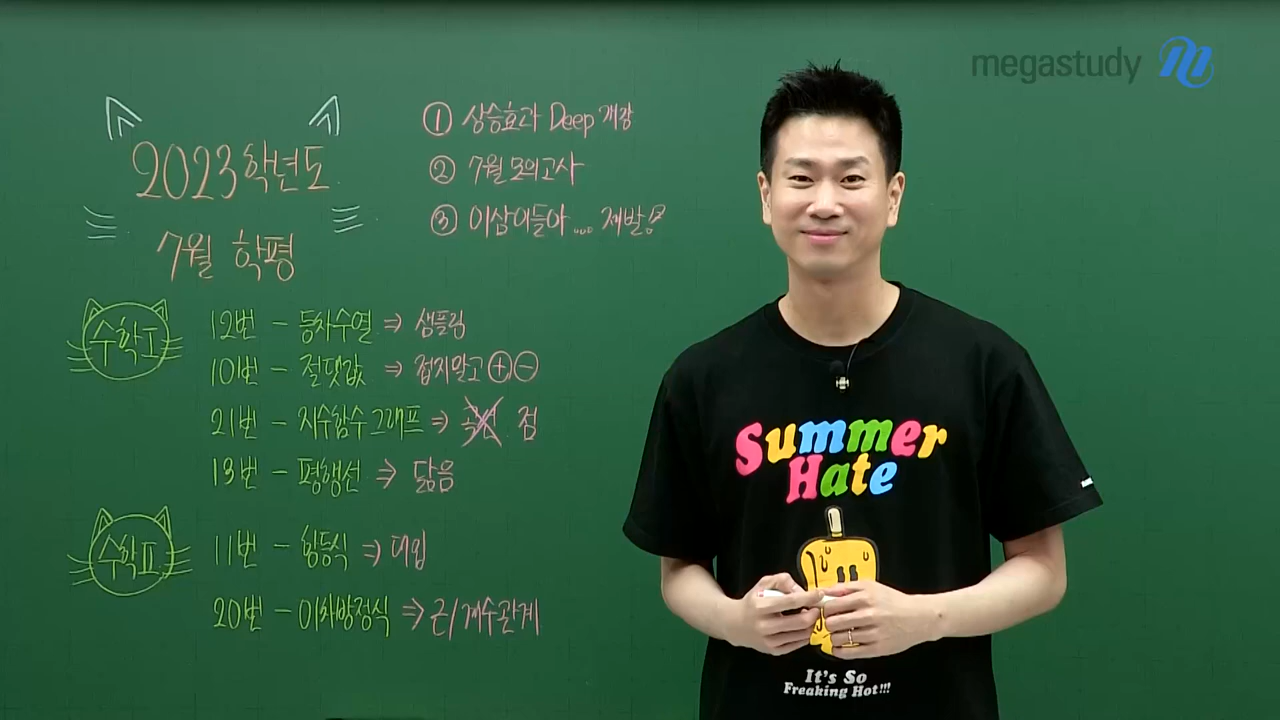 megastudy
2023학년도
7월 학평
① 상승효과 Deep 개강
② 7월 모의고사
③ 이삼이들아 ... 제발!
수학I
12번 - 등차수열 ⇒ 샘플링
10번 - 절댓값 ⇒ 접지말고 ⊕⊖
21번 - 지수함수 그래프 ⇒ 곡선 점
13번 - 평행선 ⇒ 닮음
수학II
11번 - 항등식 ⇒ 대입
20번 - 이차방정식 ⇒ 근/계수관계
Summer
Hate
It's So
Freaking Hot!!!